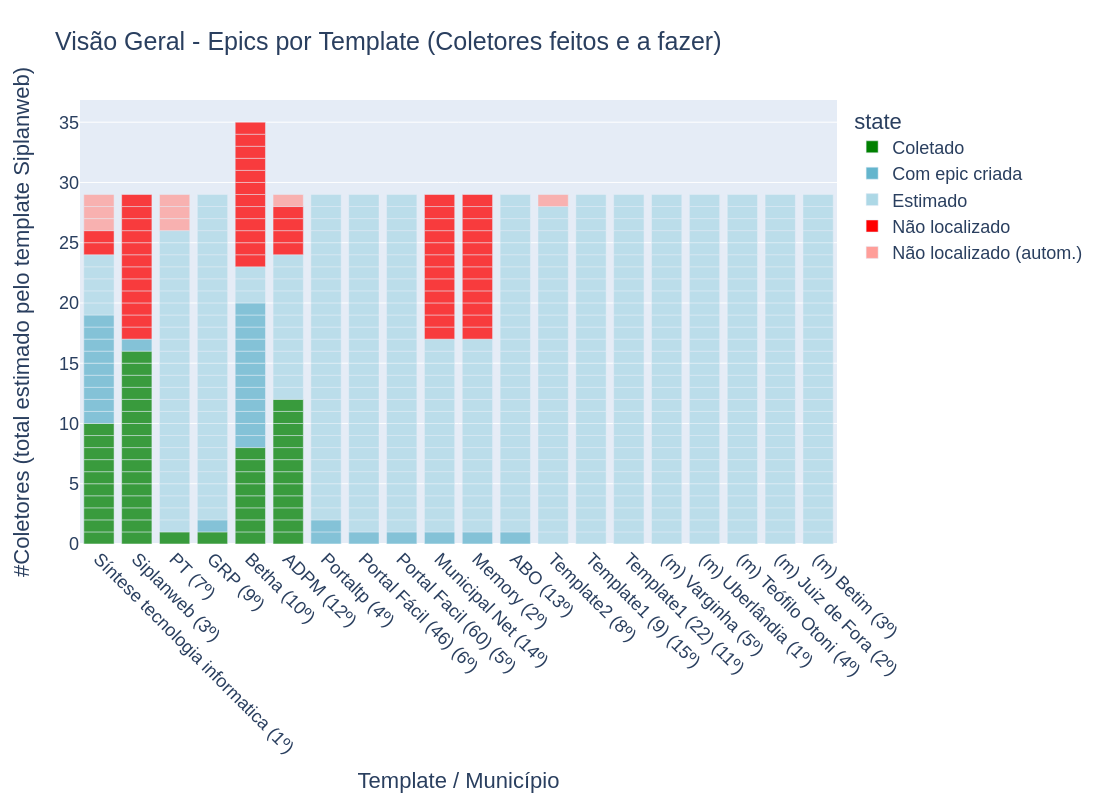 Visão Geral - Epics por Template (Coletores feitos e a fazer)
#Coletores (total estimado pelo template Siplanweb)
35
30
25
20
15
10
5
0
state
Coletado
Com epic criada
Estimado
Não localizado
Não localizado (autom.)
Síntese tecnologia informatica (1º)
Siplanweb (3º)
PT (7º)
GRP (9º)
Betha (10º)
ADPM (12º)
Portaltp (4º)
Portal Fácil (46) (6º)
Portal Facil (60) (5º)
Municipal Net (14º)
Memory (2º)
ABO (13º)
Template2 (8º)
Template1 (9) (15º)
Template1 (22) (11º)
(m) Varginha (5º)
(m) Uberlândia (1º)
(m) Teófilo Otoni (4º)
(m) Juiz de Fora (2º)
(m) Betim (3º)
Template / Município